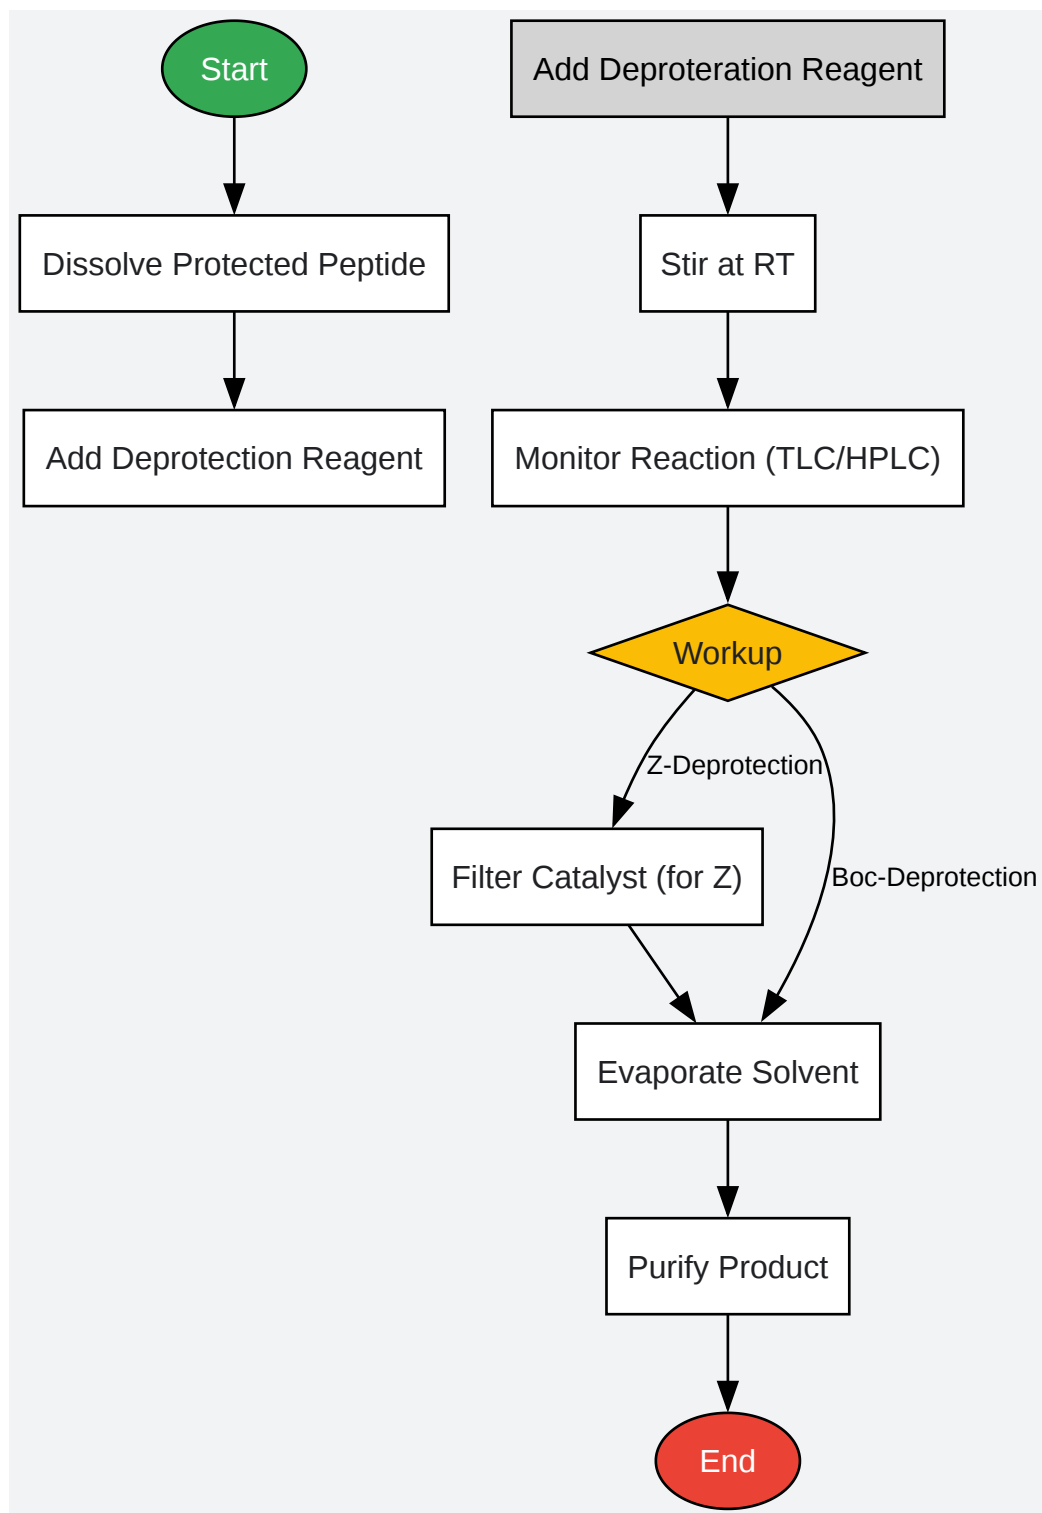 Start
Dissolve Protected Peptide
Add Deprotection Reagent
Add Deproteration Reagent
Stir at RT
Monitor Reaction (TLC/HPLC)
Workup
Z-Deprotection
Filter Catalyst (for Z)
Boc-Deprotection
Evaporate Solvent
Purify Product
End